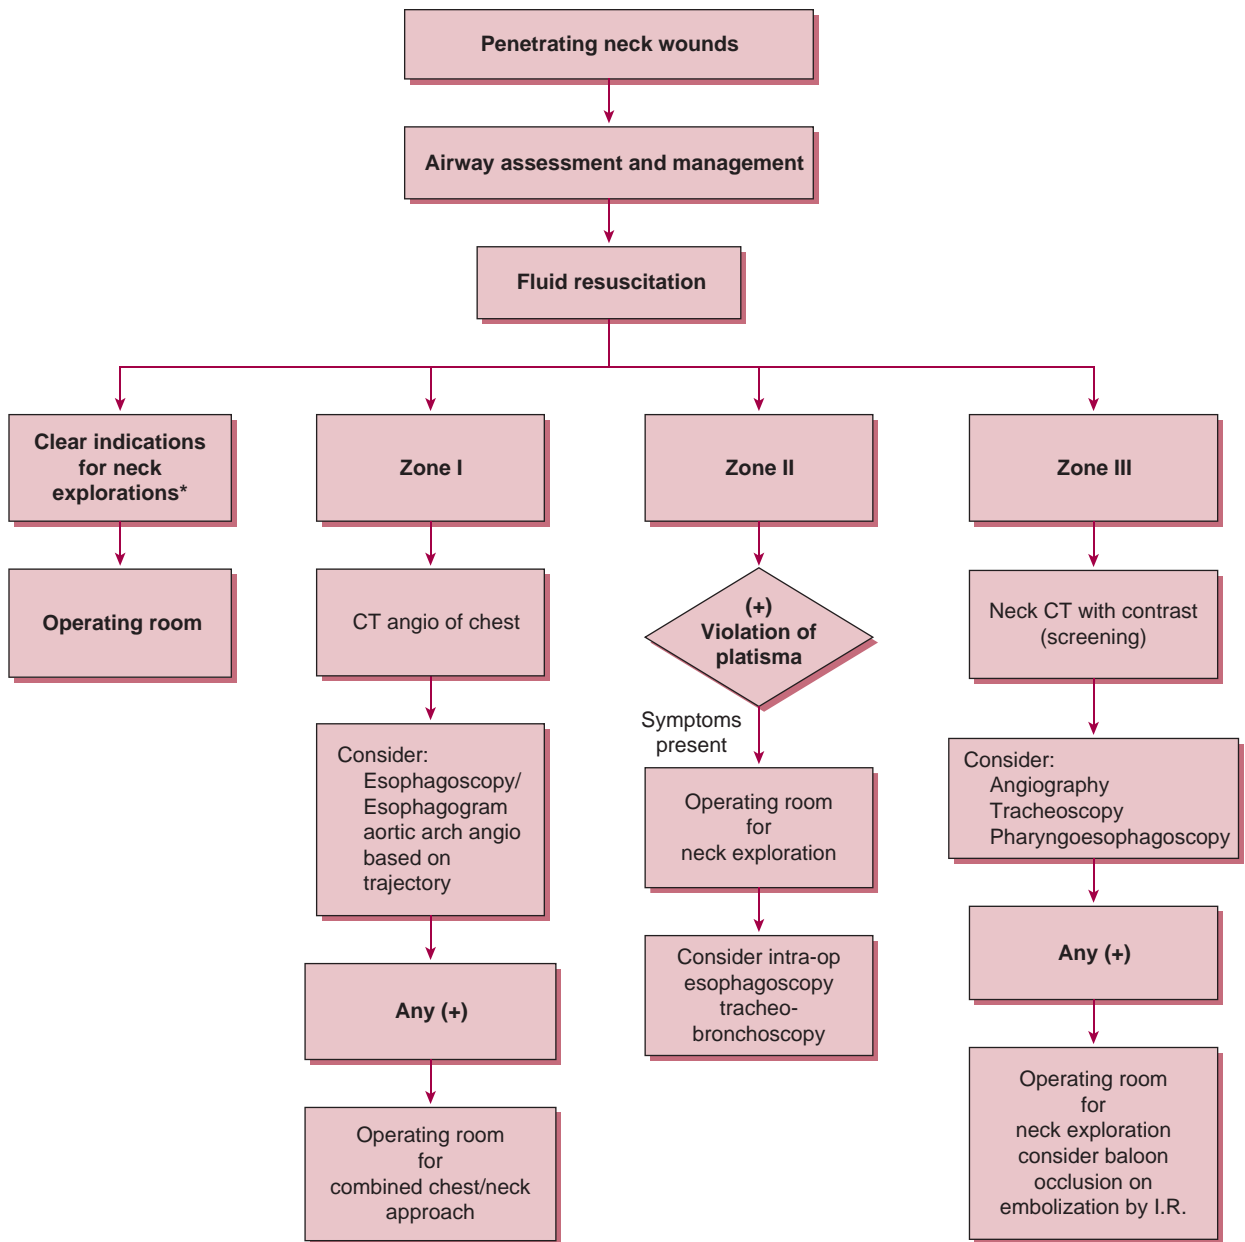 Penetrating neck wounds
Airway assessment and management
Fluid resuscitation
Clear indications
for neck
explorations*
Operating room
Zone I
CT angio of chest
Consider:
Esophagoscopy/
Esophagogram
aortic arch angio
based on
trajectory
Any (+)
Operating room
for
combined chest/neck
approach
Zone II
(+)
Violation of
platisma
Symptoms
present
Operating room
for
neck exploration
Consider intra-op
esophagoscopy
tracheo-
bronchoscopy
Zone III
Neck CT with contrast
(screening)
Consider:
Angiography
Tracheoscopy
Pharyngoesophagoscopy
Any (+)
Operating room
for
neck exploration
consider baloon
occlusion on
embolization by I.R.